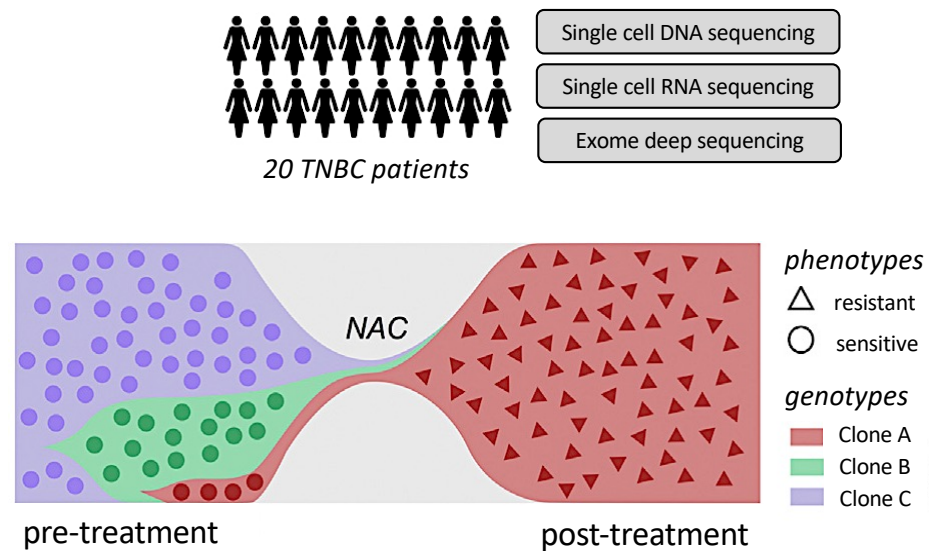 Single cell DNA sequencing
Single cell RNA sequencing
Exome deep sequencing
20 TNBC patients
NAC
phenotypes
resistant
sensitive
genotypes
Clone A
Clone B
Clone C
pre-treatment
post-treatment